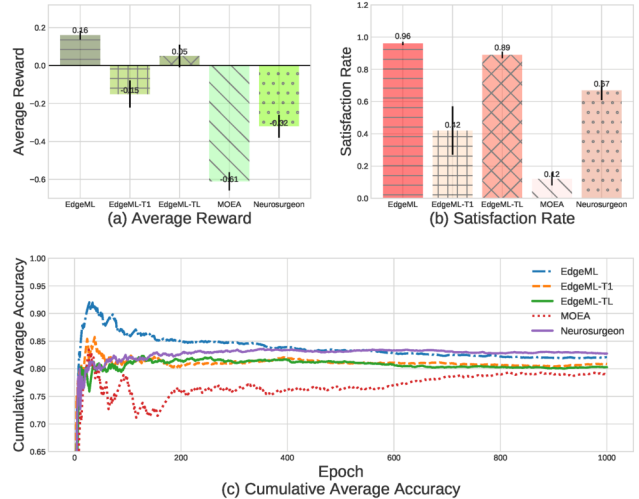 Average Reward
0.2
0.0
−0.2
−0.4
−0.6
0.16
-0.15
0.05
-0.61
-0.32
EdgeML EdgeML-T1 EdgeML-TL MOEA Neurosurgeon
(a) Average Reward
Satisfaction Rate
1.2
1.0
0.8
0.6
0.4
0.2
0.0
0.96
0.42
0.89
0.12
0.67
EdgeML EdgeML-T1 EdgeML-TL MOEA Neurosurgeon
(b) Satisfaction Rate
Cumulative Average Accuracy
1.00
0.95
0.90
0.85
0.80
0.75
0.70
0.65
EdgeML
EdgeML-T1
EdgeML-TL
MOEA
Neurosurgeon
0 200 400 600 800 1000
Epoch
(c) Cumulative Average Accuracy